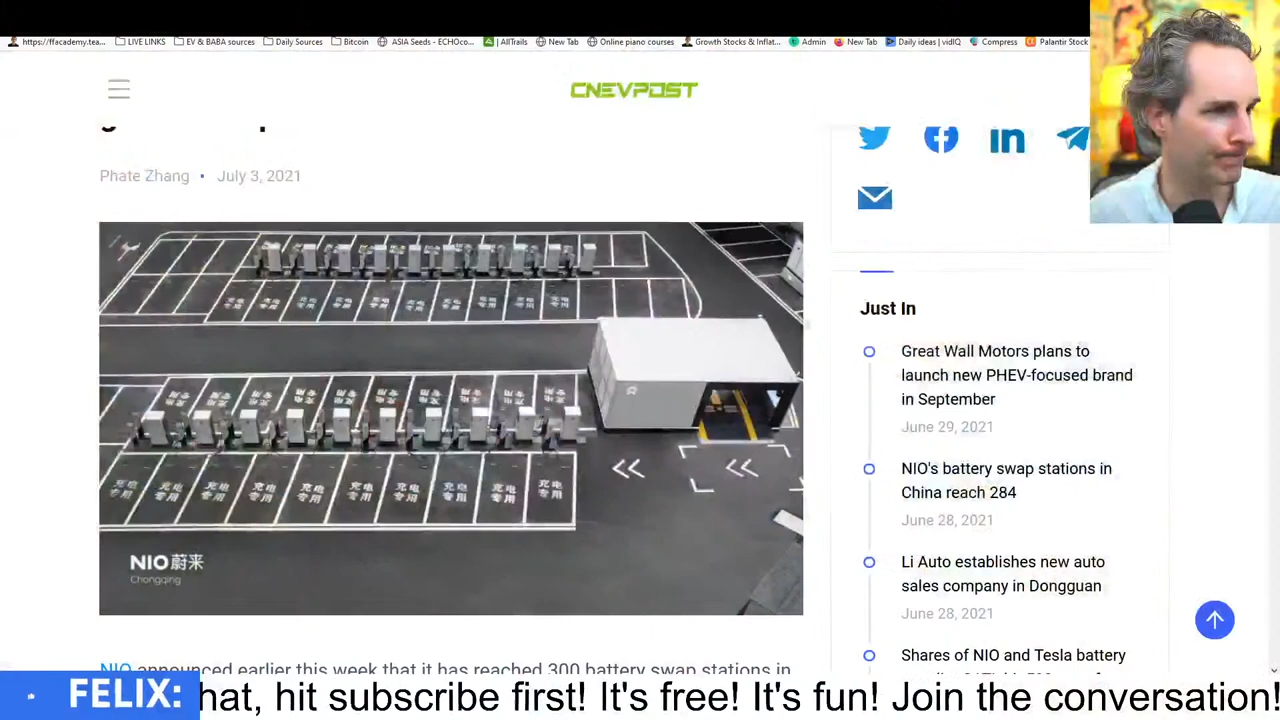 https://ffacademy.tea...
LIVE LINKS
EV & BABA sources
Daily Sources
Bitcoin
ASIA Seeds - ECHOco...
AllTrails
New Tab
Online piano courses
Growth Stocks & Inflat...
Admin
New Tab
Daily ideas | vidIQ
Compress
Palantir Stock
CNEVPOST
Phate Zhang • July 3, 2021
充电专用
NIO蔚来
Chongqing
Just In
Great Wall Motors plans to
launch new PHEV-focused brand
in September
June 29, 2021
NIO's battery swap stations in
China reach 284
June 28, 2021
Li Auto establishes new auto
sales company in Dongguan
June 28, 2021
Shares of NIO and Tesla battery
NIO announced earlier this week that it has reached 300 battery swap stations in
FELIX: hat, hit subscribe first! It's free! It's fun! Join the conversation!